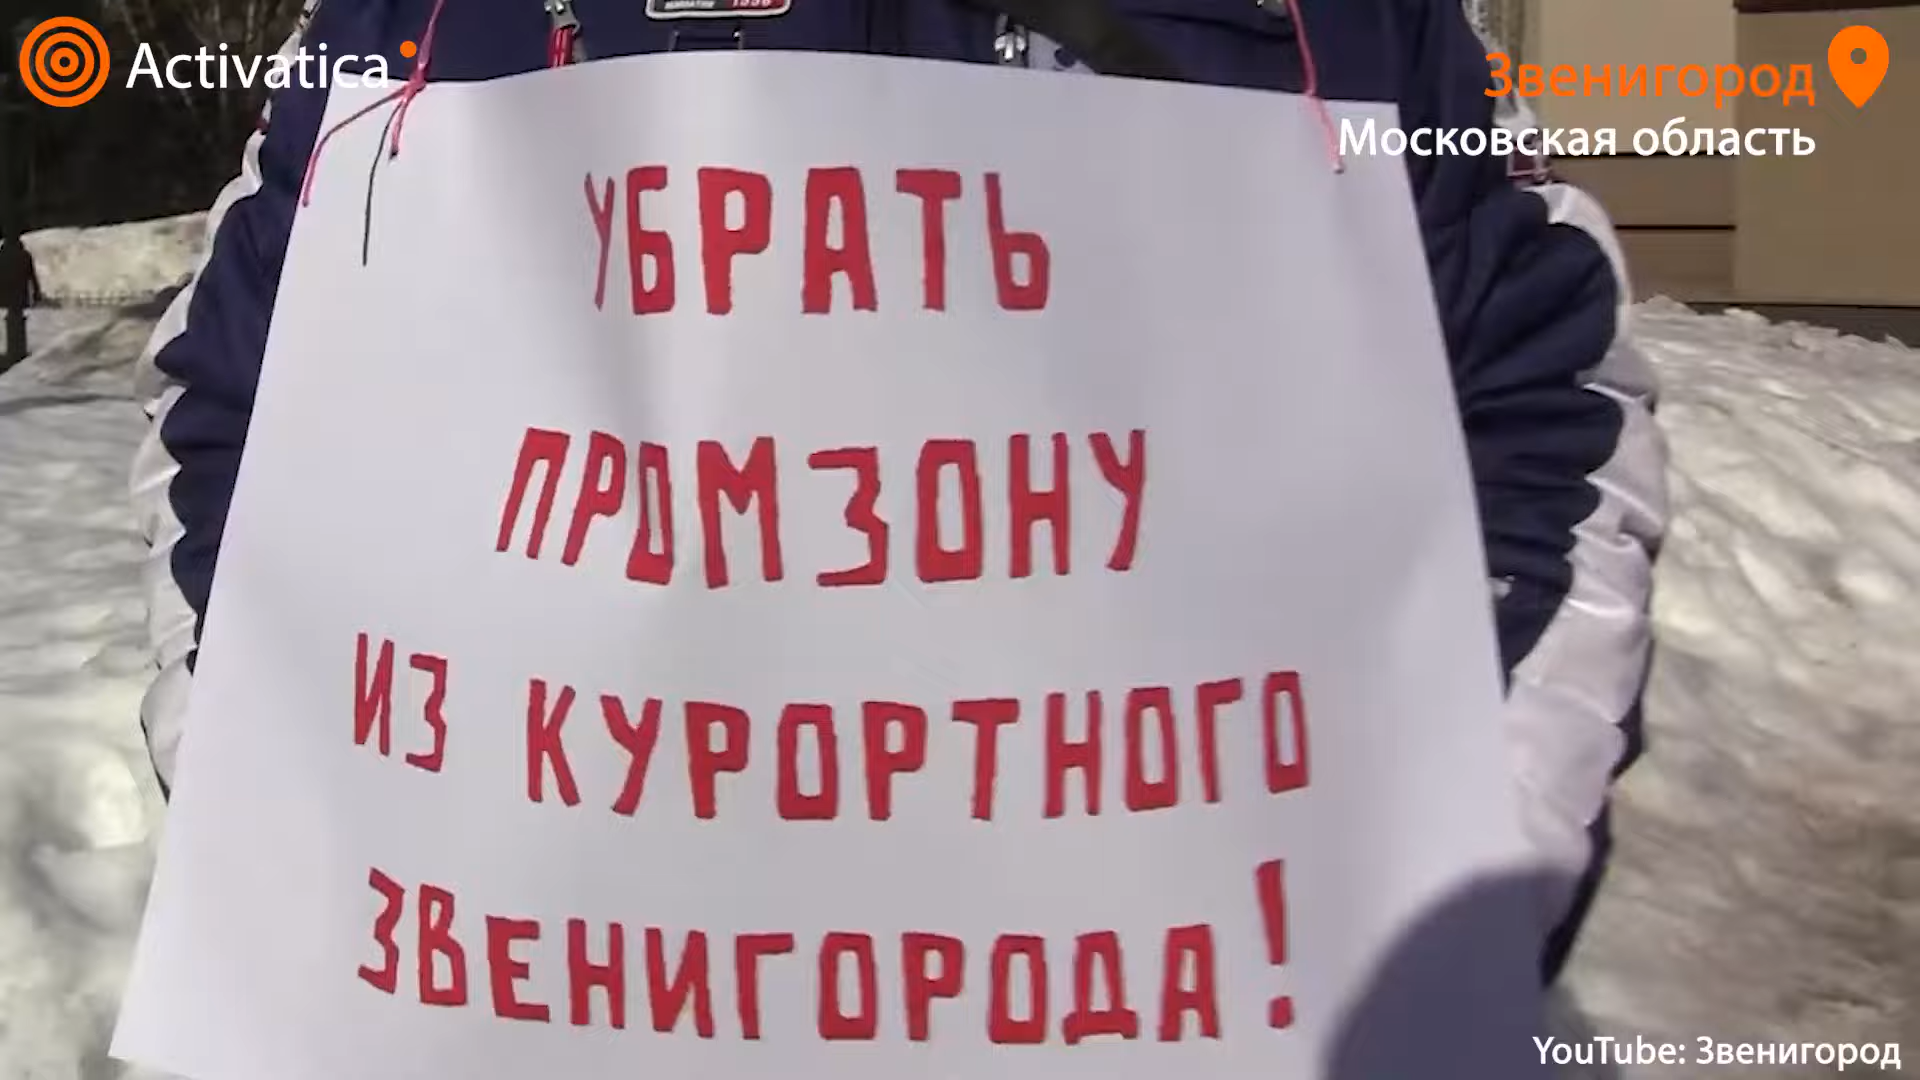 Activatica
Звенигород
Московская область
УБРАТЬ
ПРОМЗОНУ
ИЗ КУРОРТНОГО
ЗВЕНИГОРОДА!
YouTube: Звенигород